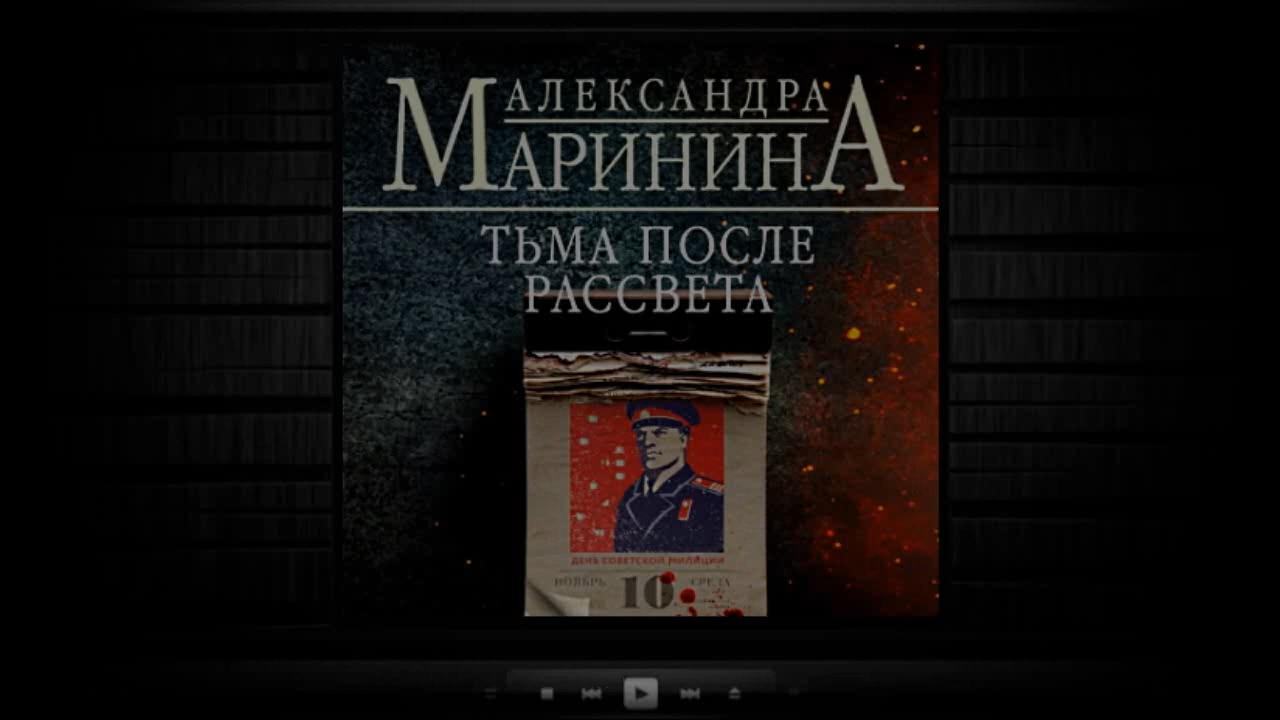 АЛЕКСАНДРА
МАРИНИНА
ТЬМА ПОСЛЕ
РАССВЕТА
ДЕНЬ СОВЕТСКОЙ МИЛИЦИИ
НОЯБРЬ 10 СРЕДА